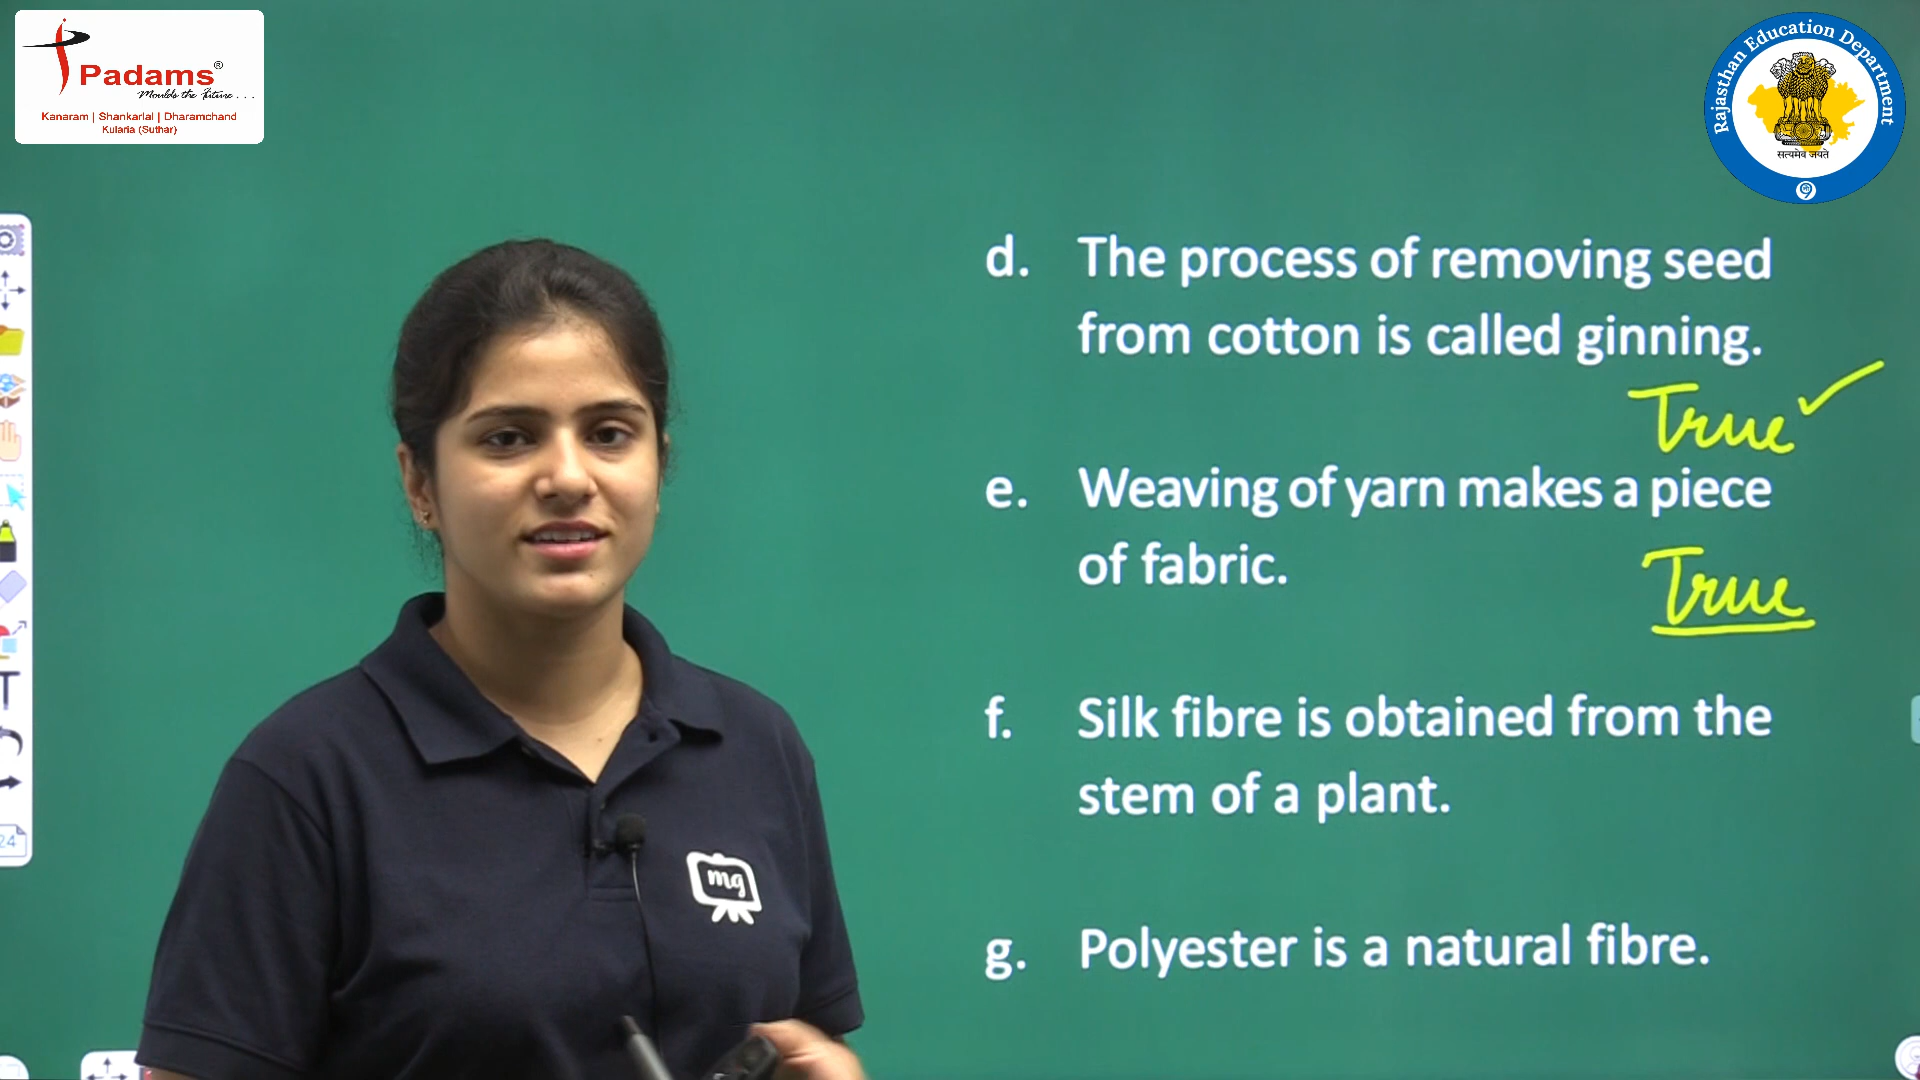 Padams®
Moulds the Future . . .
Kanaram | Shankarlal | Dharamchand
Kularia (Suthar)
Rajasthan Education Department
सत्यमेव जयते
d. The process of removing seed
from cotton is called ginning.
True ✓
e. Weaving of yarn makes a piece
of fabric.
True
f. Silk fibre is obtained from the
stem of a plant.
g. Polyester is a natural fibre.
mg
T
24